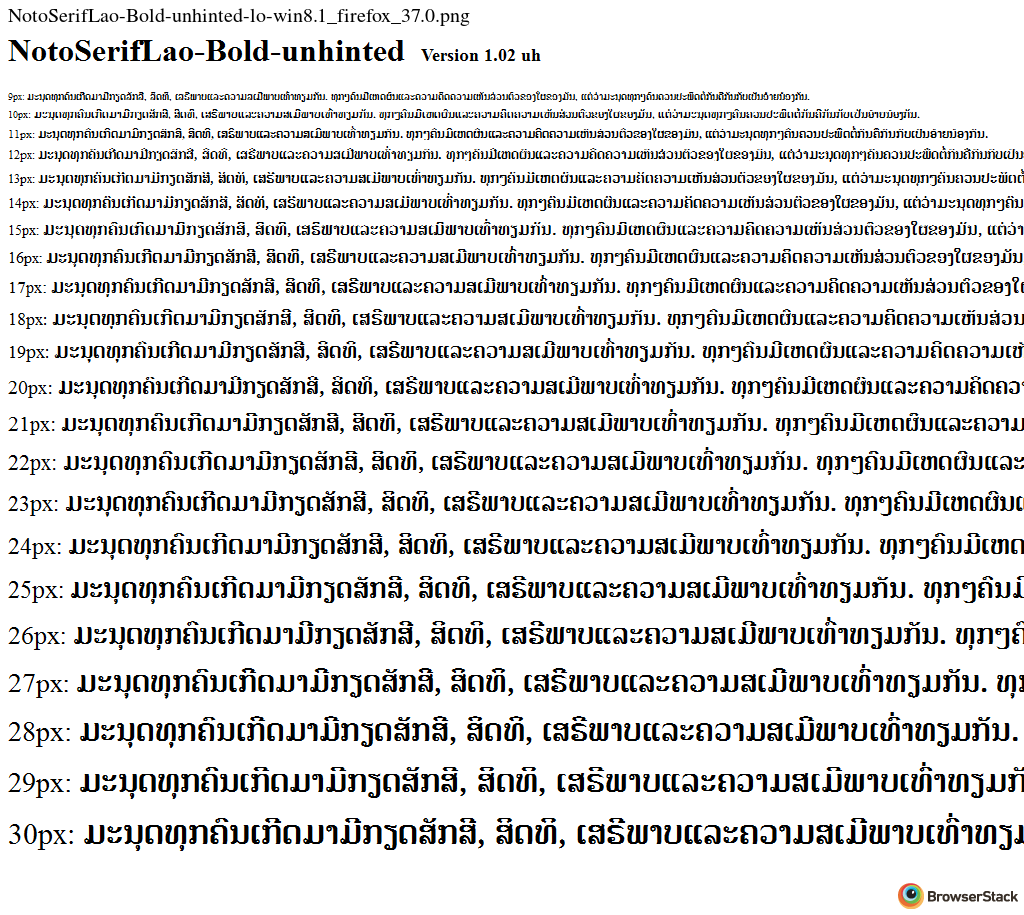 NotoSerifLao-Bold-unhinted-lo-win8.1_firefox_37.0.png
NotoSerifLao-Bold-unhinted Version 1.02 uh
9px: ມະນຸດທຸກຄົນເກີດມາມີກຽດສັກສີ, ສິດທິ, ເສຣີພາບແລະຄວາມສເມີພາບເທົ່າທຽມກັນ. ທຸກໆຄົນມີເຫດຜົນແລະຄວາມຄິດຄວາມເຫັນສ່ວນຕົວຂອງໃຜຂອງມັນ, ແຕ່ວ່າມະນຸດທຸກໆຄົນຄວນປະພຶດຕໍ່ກັນຄືກັນກັບເປັນອ້າຍນ້ອງກັນ.
10px: ມະນຸດທຸກຄົນເກີດມາມີກຽດສັກສີ, ສິດທິ, ເສຣີພາບແລະຄວາມສເມີພາບເທົ່າທຽມກັນ. ທຸກໆຄົນມີເຫດຜົນແລະຄວາມຄິດຄວາມເຫັນສ່ວນຕົວຂອງໃຜຂອງມັນ, ແຕ່ວ່າມະນຸດທຸກໆຄົນຄວນປະພຶດຕໍ່ກັນຄືກັນກັບເປັນອ້າຍນ້ອງກັນ.
11px: ມະນຸດທຸກຄົນເກີດມາມີກຽດສັກສີ, ສິດທິ, ເສຣີພາບແລະຄວາມສເມີພາບເທົ່າທຽມກັນ. ທຸກໆຄົນມີເຫດຜົນແລະຄວາມຄິດຄວາມເຫັນສ່ວນຕົວຂອງໃຜຂອງມັນ, ແຕ່ວ່າມະນຸດທຸກໆຄົນຄວນປະພຶດຕໍ່ກັນຄືກັນກັບເປັນອ້າຍນ້ອງກັນ.
12px: ມະນຸດທຸກຄົນເກີດມາມີກຽດສັກສີ, ສິດທິ, ເສຣີພາບແລະຄວາມສເມີພາບເທົ່າທຽມກັນ. ທຸກໆຄົນມີເຫດຜົນແລະຄວາມຄິດຄວາມເຫັນສ່ວນຕົວຂອງໃຜຂອງມັນ, ແຕ່ວ່າມະນຸດທຸກໆຄົນຄວນປະພຶດຕໍ່ກັນຄືກັນກັບເປັນ
13px: ມະນຸດທຸກຄົນເກີດມາມີກຽດສັກສີ, ສິດທິ, ເສຣີພາບແລະຄວາມສເມີພາບເທົ່າທຽມກັນ. ທຸກໆຄົນມີເຫດຜົນແລະຄວາມຄິດຄວາມເຫັນສ່ວນຕົວຂອງໃຜຂອງມັນ, ແຕ່ວ່າມະນຸດທຸກໆຄົນຄວນປະພຶດຕໍ່
14px: ມະນຸດທຸກຄົນເກີດມາມີກຽດສັກສີ, ສິດທິ, ເສຣີພາບແລະຄວາມສເມີພາບເທົ່າທຽມກັນ. ທຸກໆຄົນມີເຫດຜົນແລະຄວາມຄິດຄວາມເຫັນສ່ວນຕົວຂອງໃຜຂອງມັນ, ແຕ່ວ່າມະນຸດທຸກໆຄົນ
15px: ມະນຸດທຸກຄົນເກີດມາມີກຽດສັກສີ, ສິດທິ, ເສຣີພາບແລະຄວາມສເມີພາບເທົ່າທຽມກັນ. ທຸກໆຄົນມີເຫດຜົນແລະຄວາມຄິດຄວາມເຫັນສ່ວນຕົວຂອງໃຜຂອງມັນ, ແຕ່ວ່າ
16px: ມະນຸດທຸກຄົນເກີດມາມີກຽດສັກສີ, ສິດທິ, ເສຣີພາບແລະຄວາມສເມີພາບເທົ່າທຽມກັນ. ທຸກໆຄົນມີເຫດຜົນແລະຄວາມຄິດຄວາມເຫັນສ່ວນຕົວຂອງໃຜຂອງມັນ
17px: ມະນຸດທຸກຄົນເກີດມາມີກຽດສັກສີ, ສິດທິ, ເສຣີພາບແລະຄວາມສເມີພາບເທົ່າທຽມກັນ. ທຸກໆຄົນມີເຫດຜົນແລະຄວາມຄິດຄວາມເຫັນສ່ວນຕົວຂອງໃຜ
18px: ມະນຸດທຸກຄົນເກີດມາມີກຽດສັກສີ, ສິດທິ, ເສຣີພາບແລະຄວາມສເມີພາບເທົ່າທຽມກັນ. ທຸກໆຄົນມີເຫດຜົນແລະຄວາມຄິດຄວາມເຫັນສ່ວນ
19px: ມະນຸດທຸກຄົນເກີດມາມີກຽດສັກສີ, ສິດທິ, ເສຣີພາບແລະຄວາມສເມີພາບເທົ່າທຽມກັນ. ທຸກໆຄົນມີເຫດຜົນແລະຄວາມຄິດຄວາມເຫັ
20px: ມະນຸດທຸກຄົນເກີດມາມີກຽດສັກສີ, ສິດທິ, ເສຣີພາບແລະຄວາມສເມີພາບເທົ່າທຽມກັນ. ທຸກໆຄົນມີເຫດຜົນແລະຄວາມຄິດຄວາ
21px: ມະນຸດທຸກຄົນເກີດມາມີກຽດສັກສີ, ສິດທິ, ເສຣີພາບແລະຄວາມສເມີພາບເທົ່າທຽມກັນ. ທຸກໆຄົນມີເຫດຜົນແລະຄວາມ
22px: ມະນຸດທຸກຄົນເກີດມາມີກຽດສັກສີ, ສິດທິ, ເສຣີພາບແລະຄວາມສເມີພາບເທົ່າທຽມກັນ. ທຸກໆຄົນມີເຫດຜົນແລະ
23px: ມະນຸດທຸກຄົນເກີດມາມີກຽດສັກສີ, ສິດທິ, ເສຣີພາບແລະຄວາມສເມີພາບເທົ່າທຽມກັນ. ທຸກໆຄົນມີເຫດຜົນ
24px: ມະນຸດທຸກຄົນເກີດມາມີກຽດສັກສີ, ສິດທິ, ເສຣີພາບແລະຄວາມສເມີພາບເທົ່າທຽມກັນ. ທຸກໆຄົນມີເຫດ
25px: ມະນຸດທຸກຄົນເກີດມາມີກຽດສັກສີ, ສິດທິ, ເສຣີພາບແລະຄວາມສເມີພາບເທົ່າທຽມກັນ. ທຸກໆຄົນມີ
26px: ມະນຸດທຸກຄົນເກີດມາມີກຽດສັກສີ, ສິດທິ, ເສຣີພາບແລະຄວາມສເມີພາບເທົ່າທຽມກັນ. ທຸກໆຄົ
27px: ມະນຸດທຸກຄົນເກີດມາມີກຽດສັກສີ, ສິດທິ, ເສຣີພາບແລະຄວາມສເມີພາບເທົ່າທຽມກັນ. ທຸກ
28px: ມະນຸດທຸກຄົນເກີດມາມີກຽດສັກສີ, ສິດທິ, ເສຣີພາບແລະຄວາມສເມີພາບເທົ່າທຽມກັນ.
29px: ມະນຸດທຸກຄົນເກີດມາມີກຽດສັກສີ, ສິດທິ, ເສຣີພາບແລະຄວາມສເມີພາບເທົ່າທຽມກັ
30px: ມະນຸດທຸກຄົນເກີດມາມີກຽດສັກສີ, ສິດທິ, ເສຣີພາບແລະຄວາມສເມີພາບເທົ່າທຽມ
BrowserStack